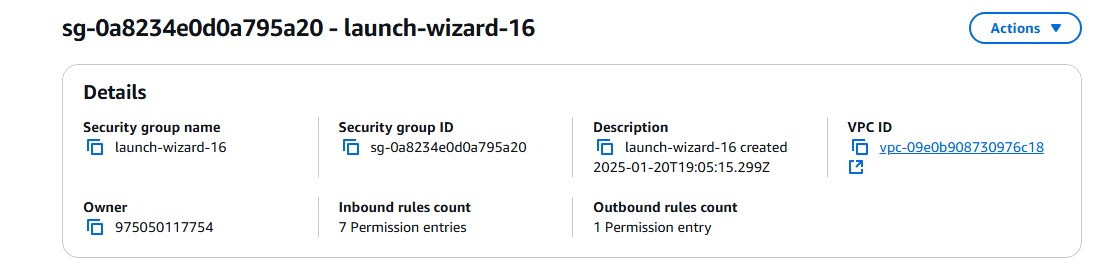 sg-0a8234e0d0a795a20 - launch-wizard-16
Actions
Details
Security group name
launch-wizard-16
Security group ID
sg-0a8234e0d0a795a20
Description
launch-wizard-16 created
2025-01-20T19:05:15.299Z
VPC ID
vpc-09e0b908730976c18
Owner
975050117754
Inbound rules count
7 Permission entries
Outbound rules count
1 Permission entry